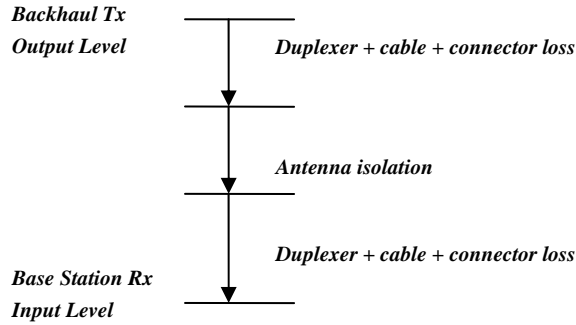 Backhaul Tx
Output Level
Duplexer + cable + connector loss
Antenna isolation
Duplexer + cable + connector loss
Base Station Rx
Input Level